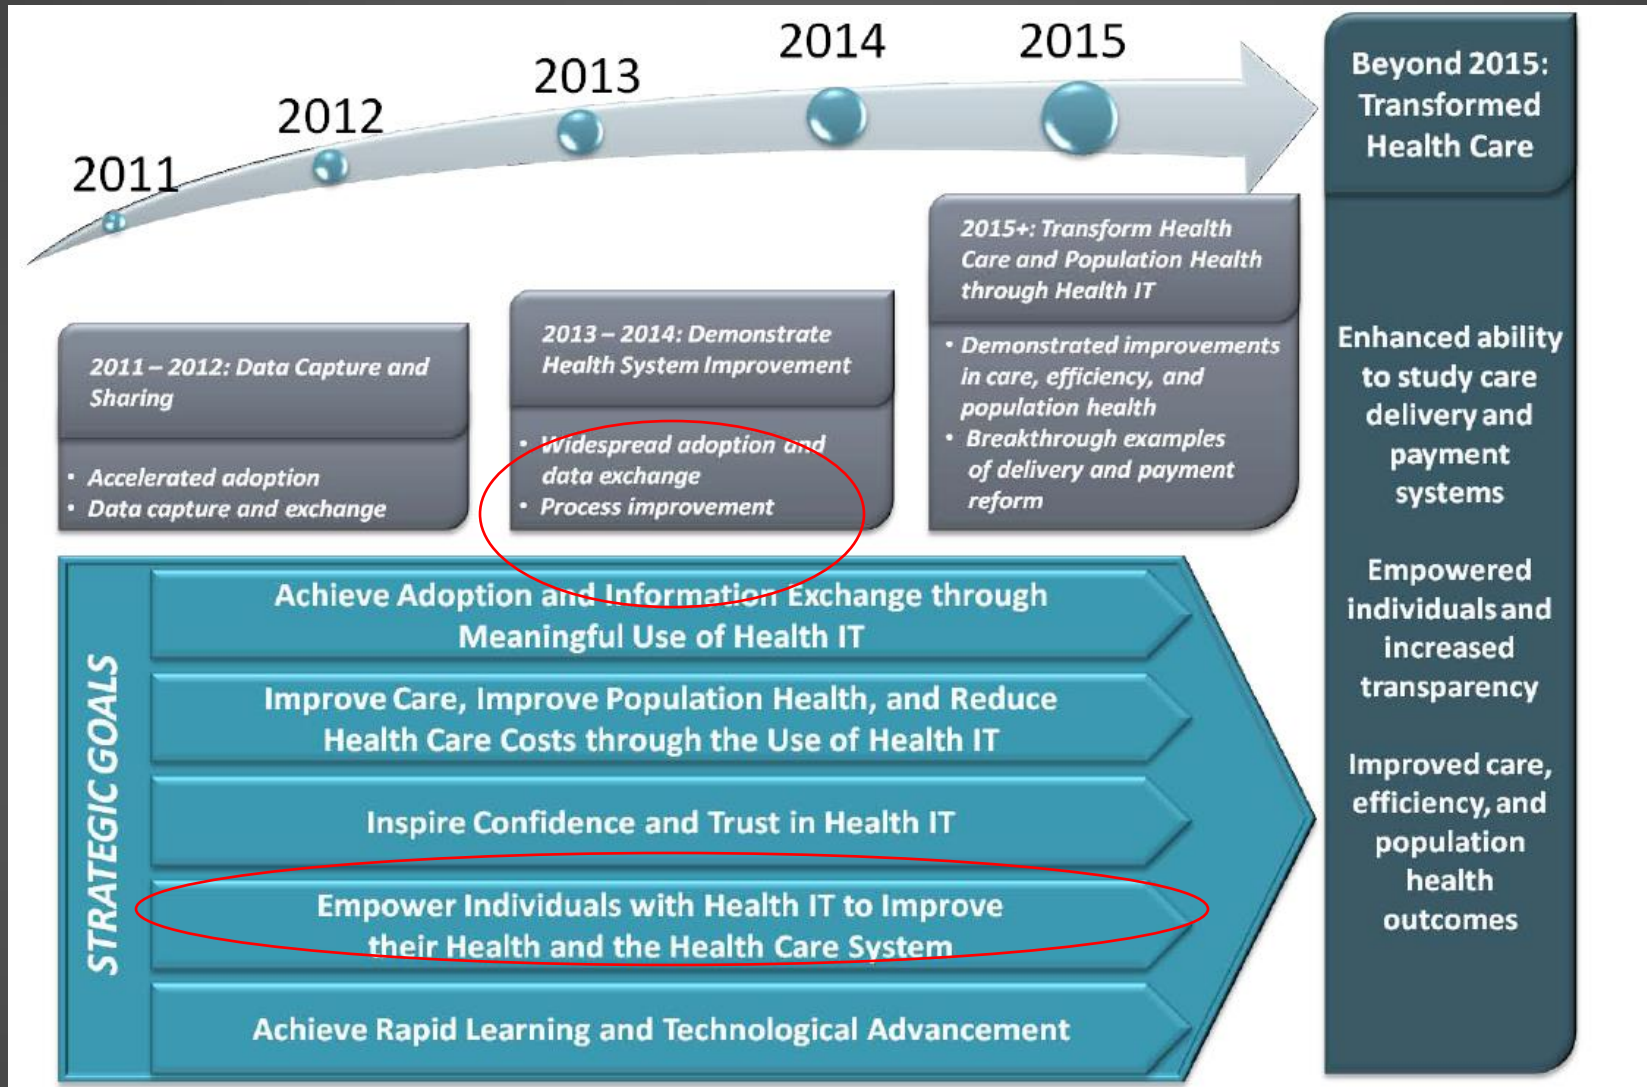 2011
2012
2013
2014
2015
2011 – 2012: Data Capture and
Sharing
• Accelerated adoption
• Data capture and exchange
2013 – 2014: Demonstrate
Health System Improvement
• Widespread adoption and
data exchange
• Process improvement
2015+: Transform Health
Care and Population Health
through Health IT
• Demonstrated improvements
in care, efficiency, and
population health
• Breakthrough examples
of delivery and payment
reform
STRATEGIC GOALS
Achieve Adoption and Information Exchange through
Meaningful Use of Health IT
Improve Care, Improve Population Health, and Reduce
Health Care Costs through the Use of Health IT
Inspire Confidence and Trust in Health IT
Empower Individuals with Health IT to Improve
their Health and the Health Care System
Achieve Rapid Learning and Technological Advancement
Beyond 2015:
Transformed
Health Care
Enhanced ability
to study care
delivery and
payment
systems
Empowered
individuals and
increased
transparency
Improved care,
efficiency, and
population
health
outcomes